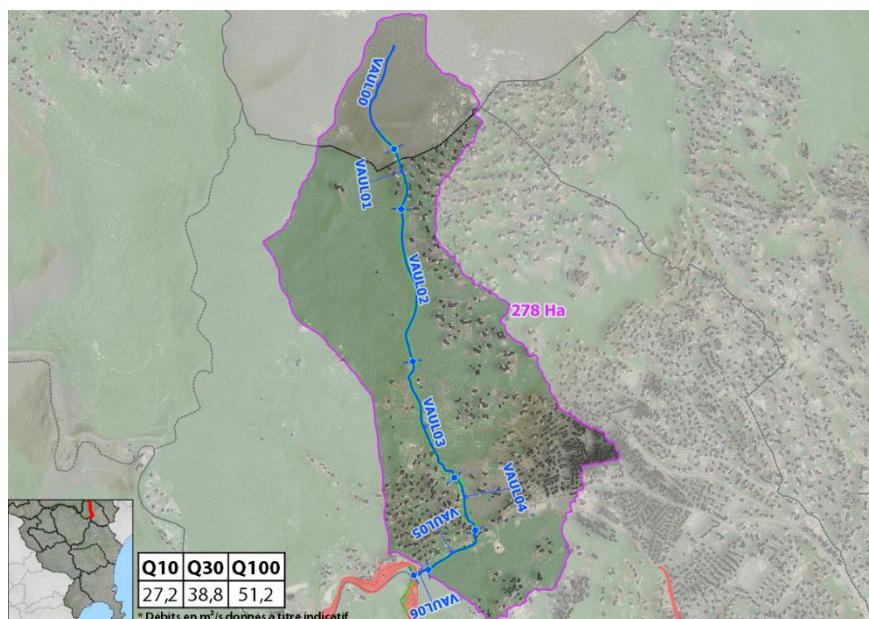 VAUL00
VAUL01
VAUL02
278 Ha
VAUL03
VAUL04
VAUL05
VAUL06
Q10 Q30 Q100
27,2 38,8 51,2
* Débits en m³/s donnés à titre indicatif